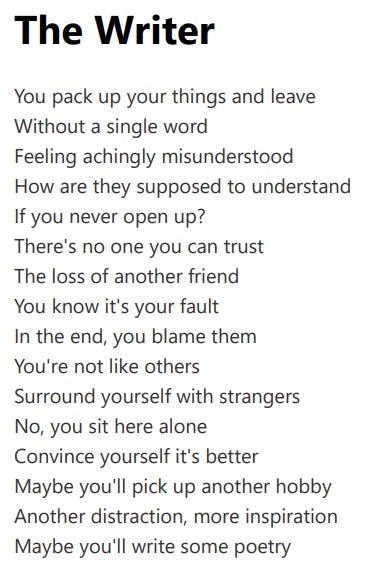 The Writer
You pack up your things and leave
Without a single word
Feeling achingly misunderstood
How are they supposed to understand
If you never open up?
There's no one you can trust
The loss of another friend
You know it's your fault
In the end, you blame them
You're not like others
Surround yourself with strangers
No, you sit here alone
Convince yourself it's better
Maybe you'll pick up another hobby
Another distraction, more inspiration
Maybe you'll write some poetry